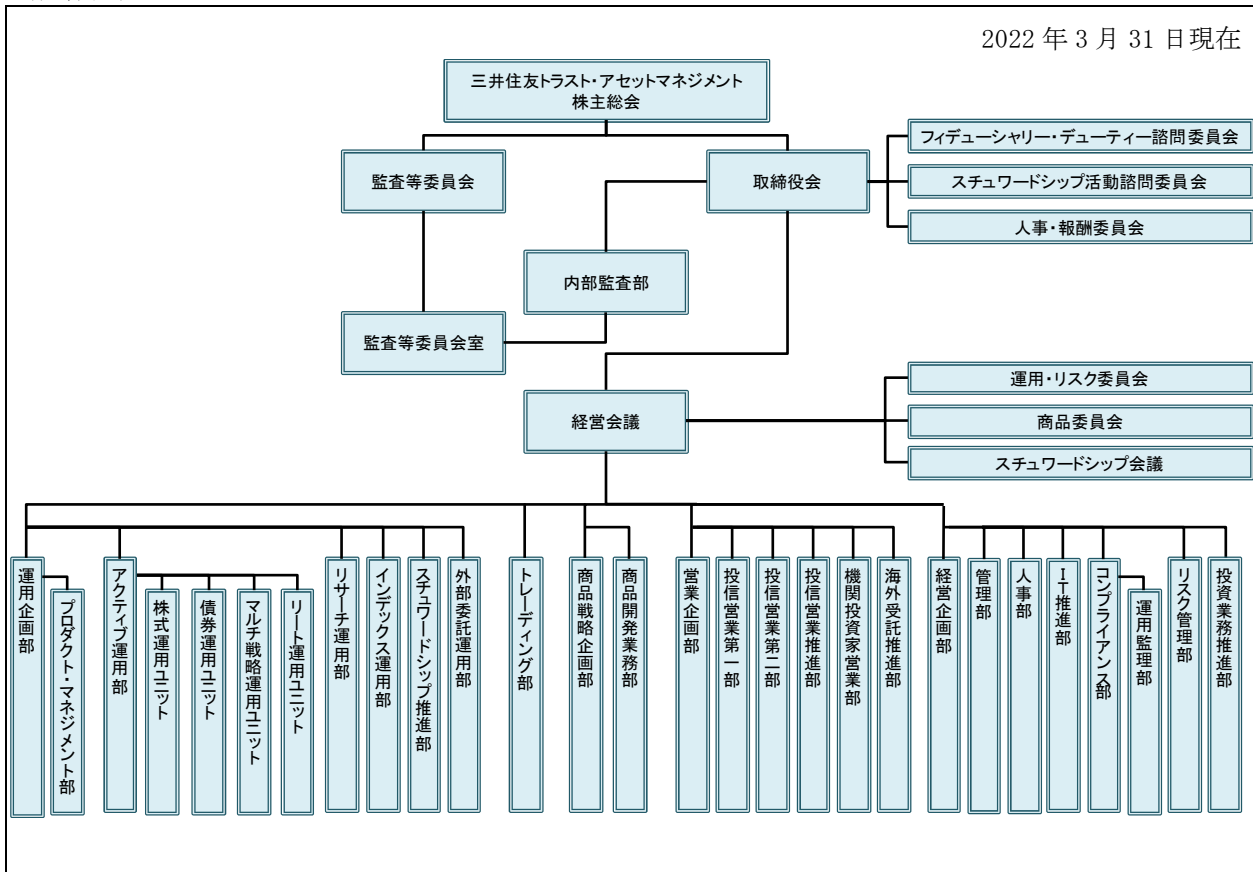 2022年3月31日現在
三井住友トラスト・アセットマネジメント
株主総会
監査等委員会
取締役会
フィデューシャリー・デューティー諮問委員会
スチュワードシップ活動諮問委員会
人事・報酬委員会
内部監査部
監査等委員会室
経営会議
運用・リスク委員会
商品委員会
スチュワードシップ会議
運用企画部
プロダクト・マネジメント部
アクティブ運用部
株式運用ユニット
債券運用ユニット
マルチ戦略運用ユニット
リート運用ユニット
リサーチ運用部
インデックス運用部
スチュワードシップ推進部
外部委託運用部
トレーディング部
商品戦略企画部
商品開発業務部
営業企画部
投信営業第一部
投信営業第二部
投信営業推進部
機関投資家営業部
海外受託推進部
経営企画部
管理部
人事部
IT推進部
コンプライアンス部
運用監理部
リスク管理部
投資業務推進部